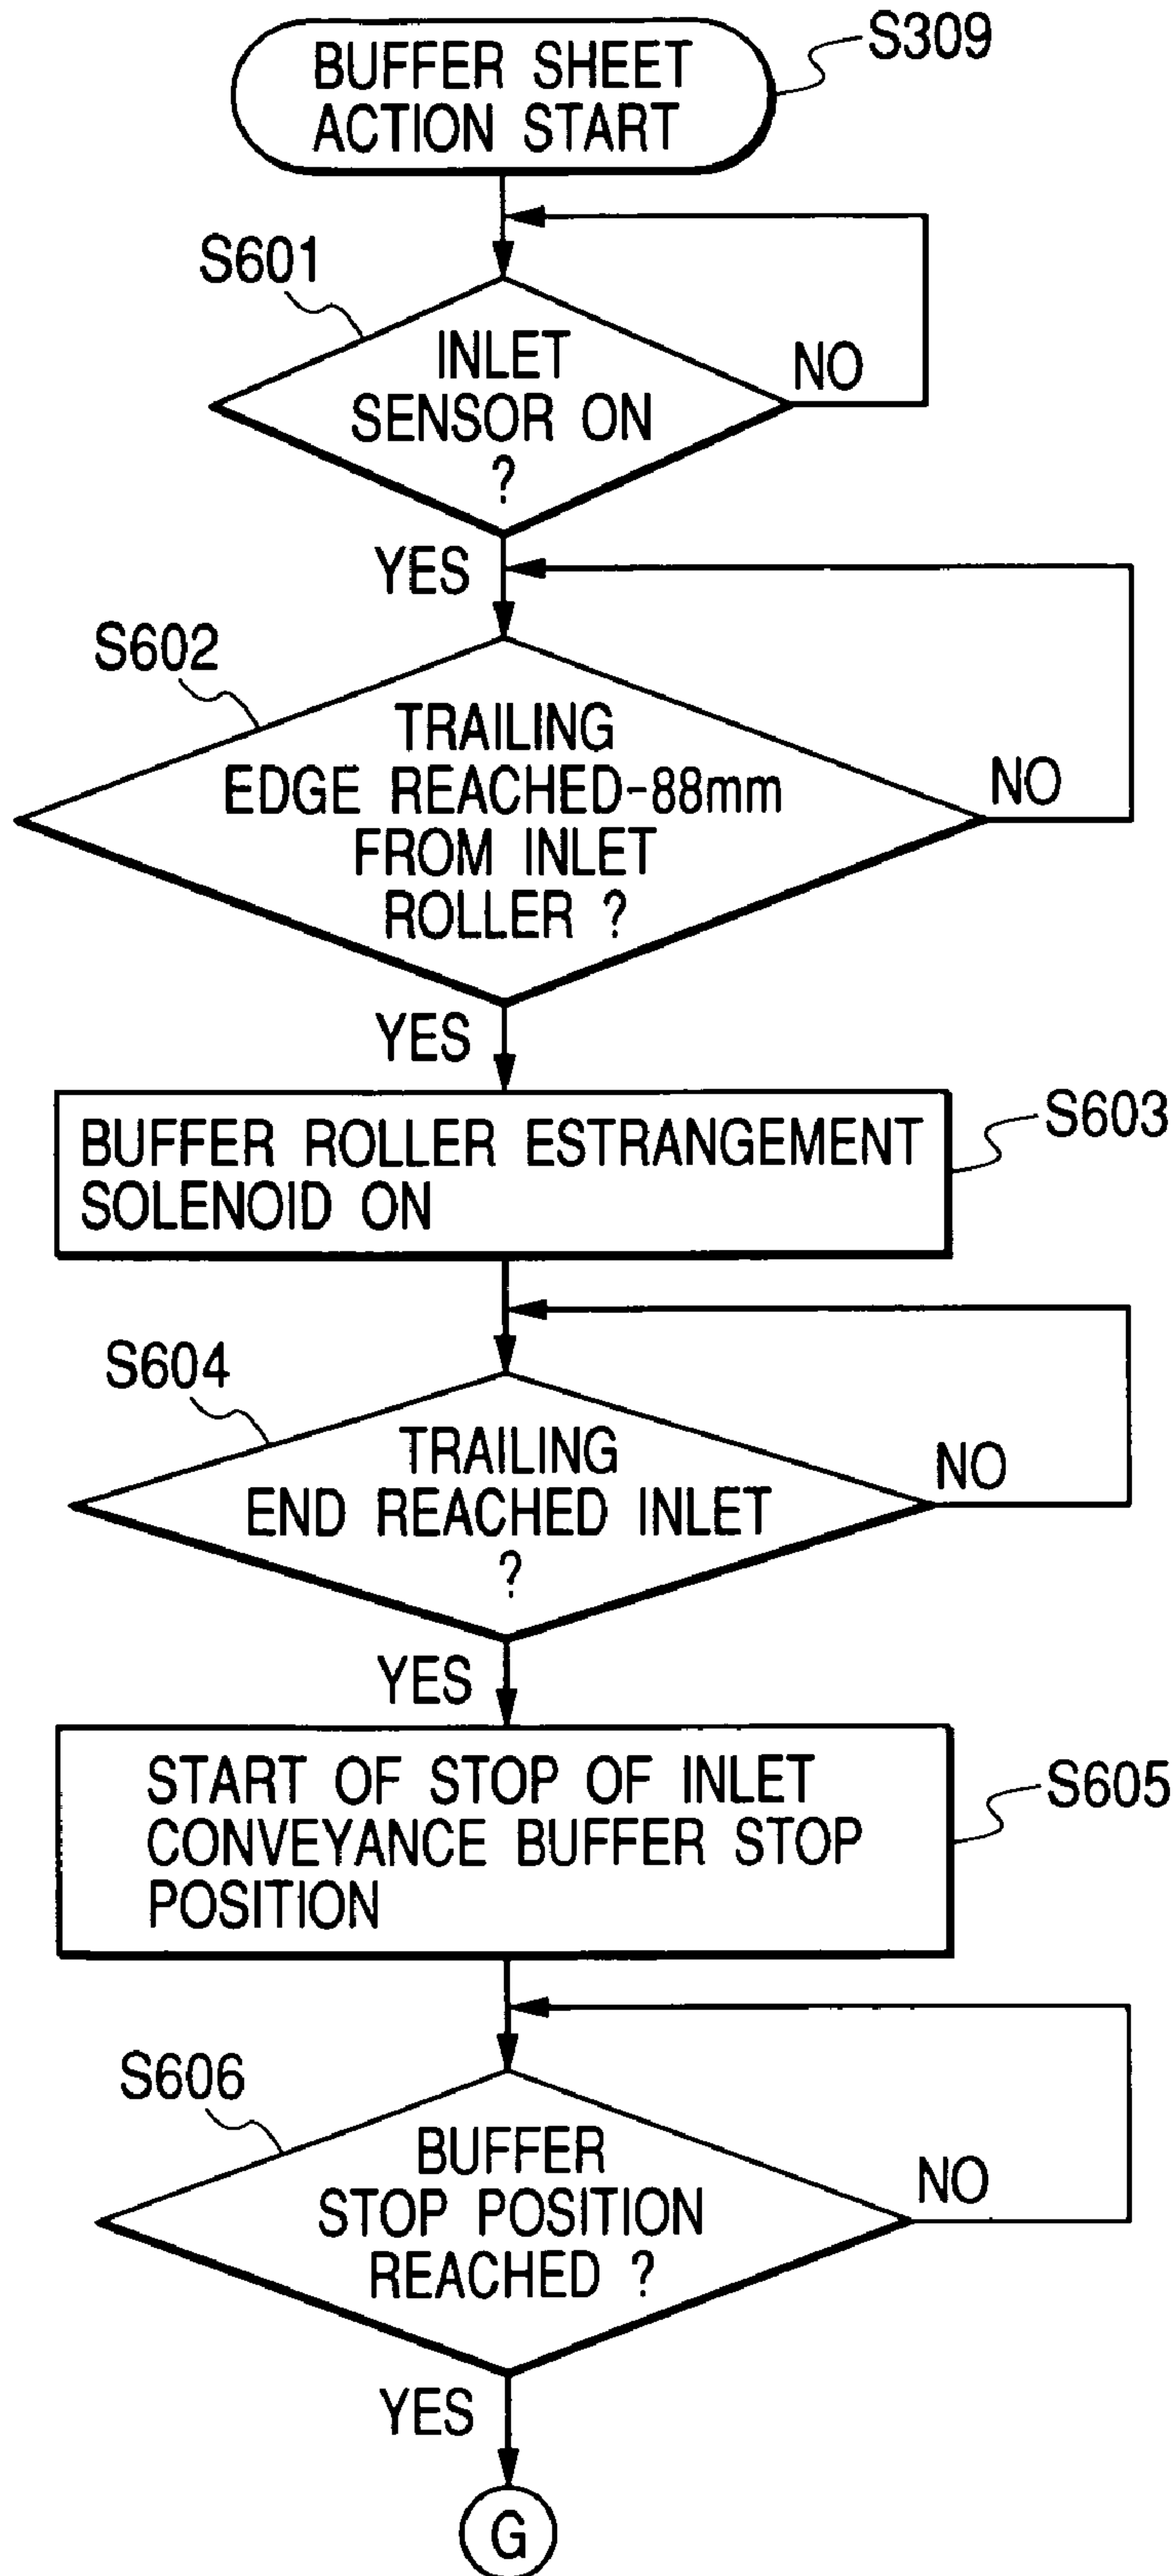 BUFFER SHEET
ACTION START
S309
S601
INLET
SENSOR ON
?
NO
YES
S602
TRAILING
EDGE REACHED-88mm
FROM INLET
ROLLER ?
NO
YES
BUFFER ROLLER ESTRANGEMENT
SOLENOID ON
S603
S604
TRAILING
END REACHED INLET
?
NO
YES
START OF STOP OF INLET
CONVEYANCE BUFFER STOP
POSITION
S605
S606
BUFFER
STOP POSITION
REACHED ?
NO
YES
G